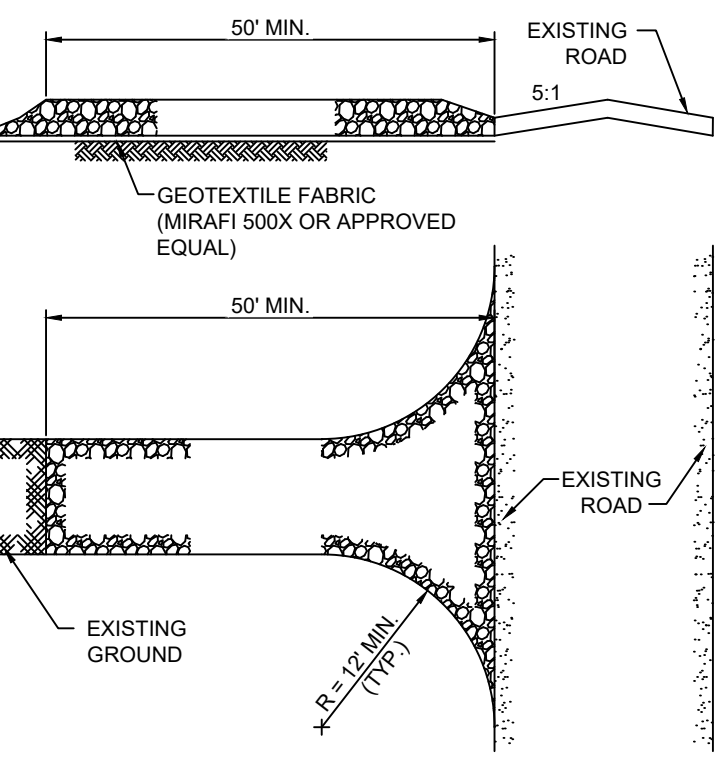 50' MIN.
EXISTING
ROAD
5:1
GEOTEXTILE FABRIC
(MIRAFI 500X OR APPROVED
EQUAL)
50' MIN.
EXISTING
ROAD
EXISTING
GROUND
R = 12' MIN.
(TYP.)